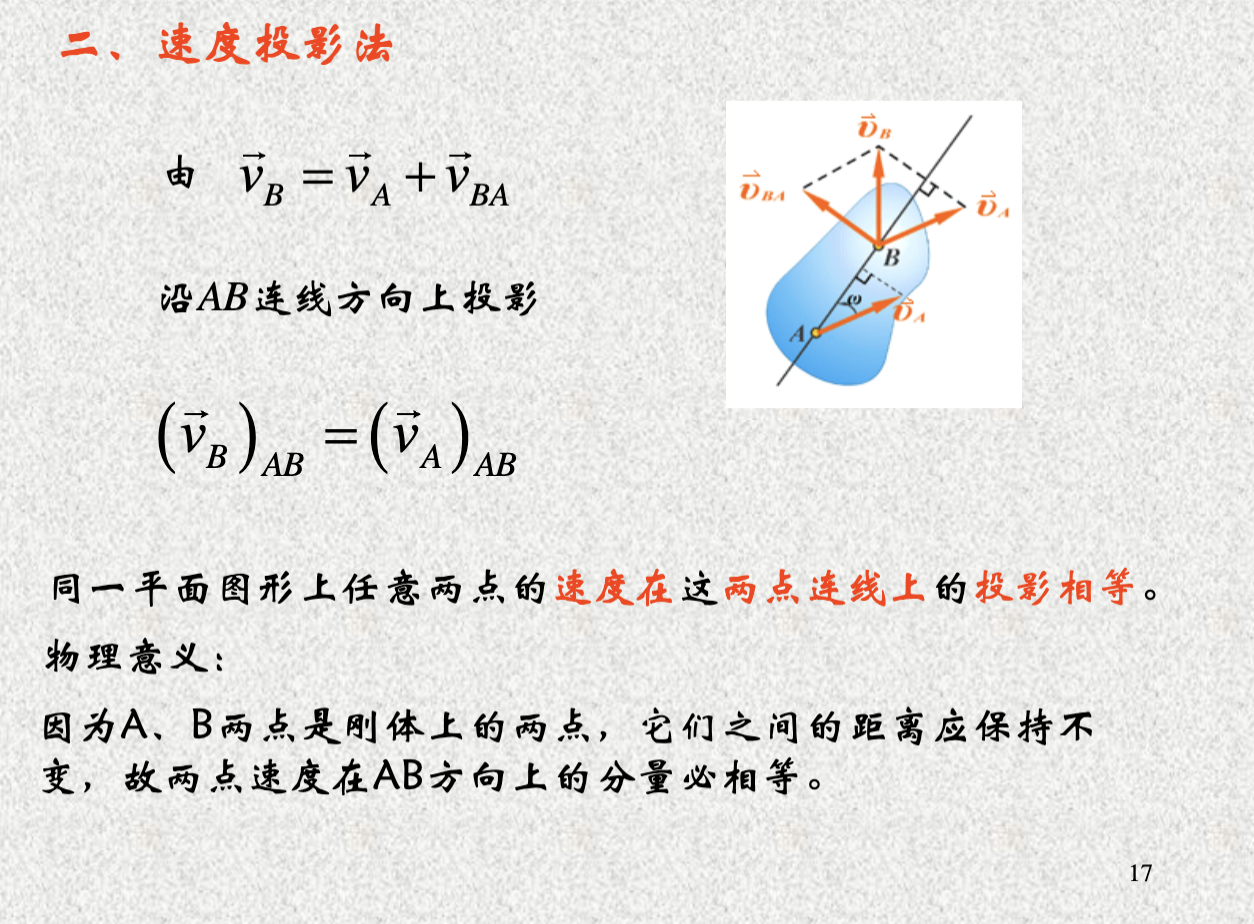 二、速度投影法
由 $\vec{v}_B = \vec{v}_A + \vec{v}_{BA}$
沿AB连线方向上投影
$\left(\vec{v}_B\right)_{AB} = \left(\vec{v}_A\right)_{AB}$
$\vec{v}_B$
$\vec{v}_{BA}$
$\vec{v}_A$
B
ω
$\vec{v}_A$
A
同一平面图形上任意两点的速度在这两点连线上的投影相等。
物理意义:
因为A、B两点是刚体上的两点，它们之间的距离应保持不
变，故两点速度在AB方向上的分量必相等。
17